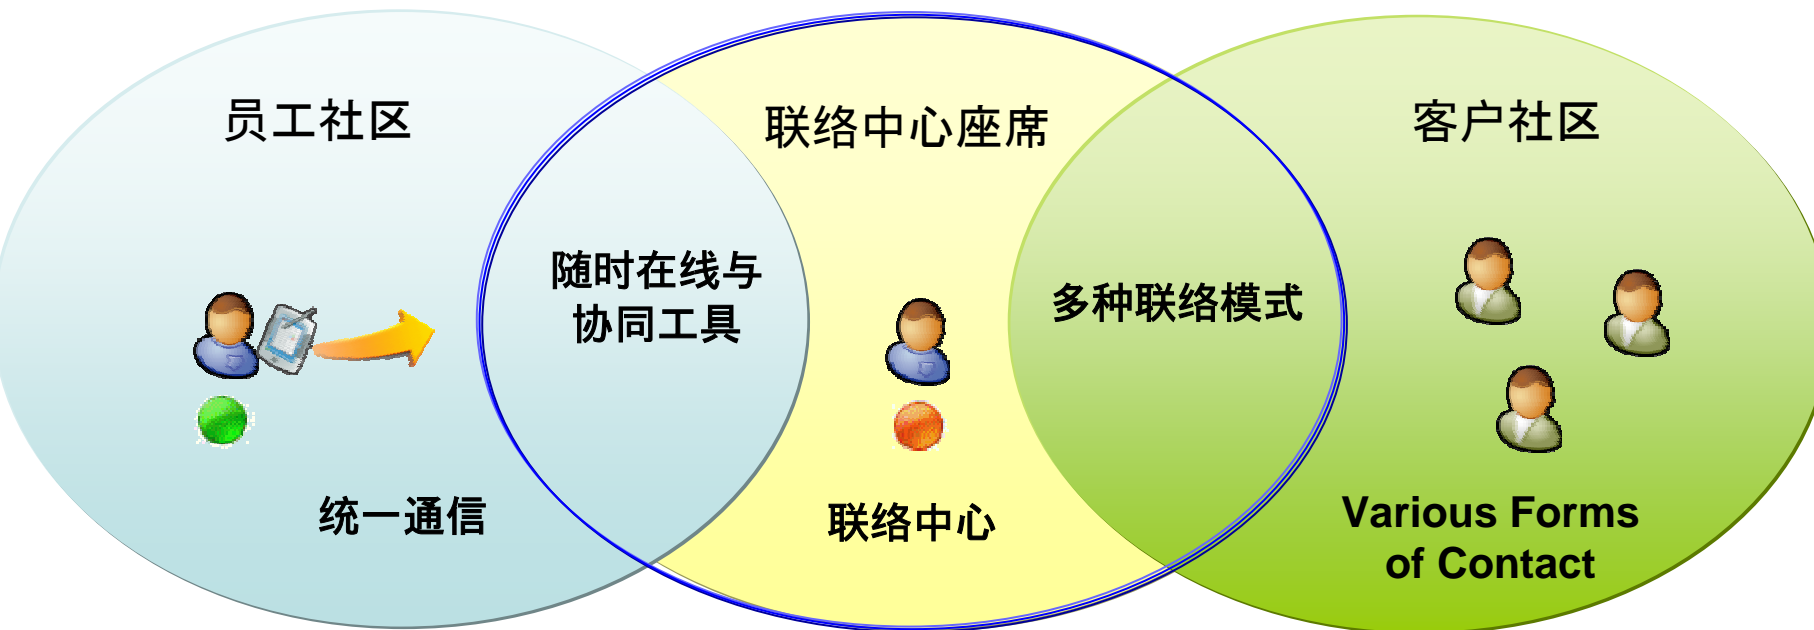 员工社区
联络中心座席
客户社区
随时在线与
协同工具
多种联络模式
统一通信
联络中心
Various Forms
of Contact